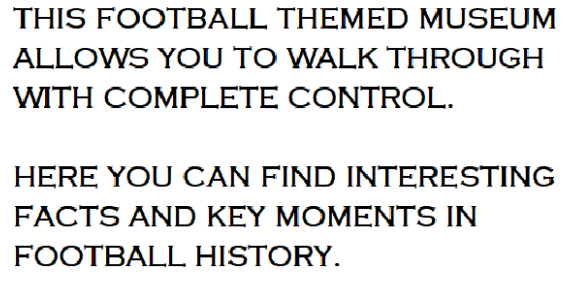 THIS FOOTBALL THEMED MUSEUM
ALLOWS YOU TO WALK THROUGH
WITH COMPLETE CONTROL.
HERE YOU CAN FIND INTERESTING
FACTS AND KEY MOMENTS IN
FOOTBALL HISTORY.